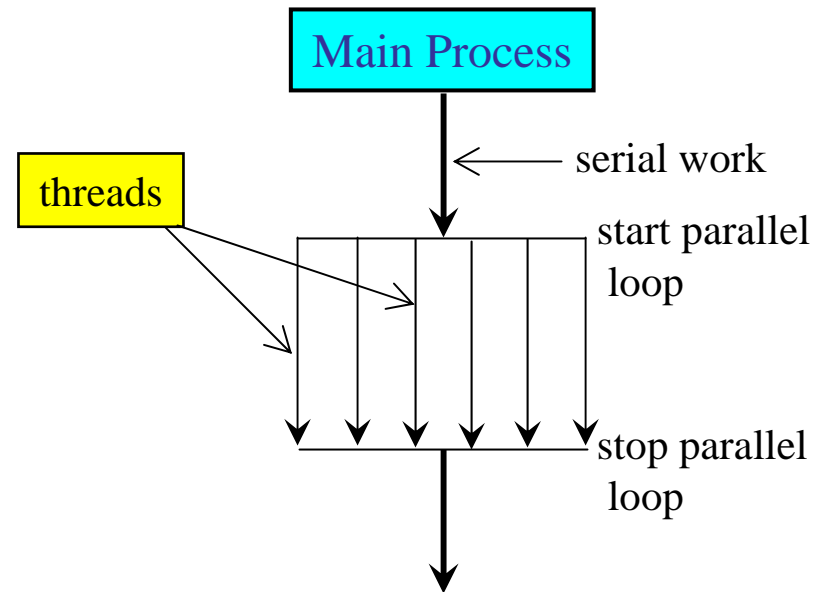 Main Process
serial work
threads
start parallel
loop
stop parallel
loop